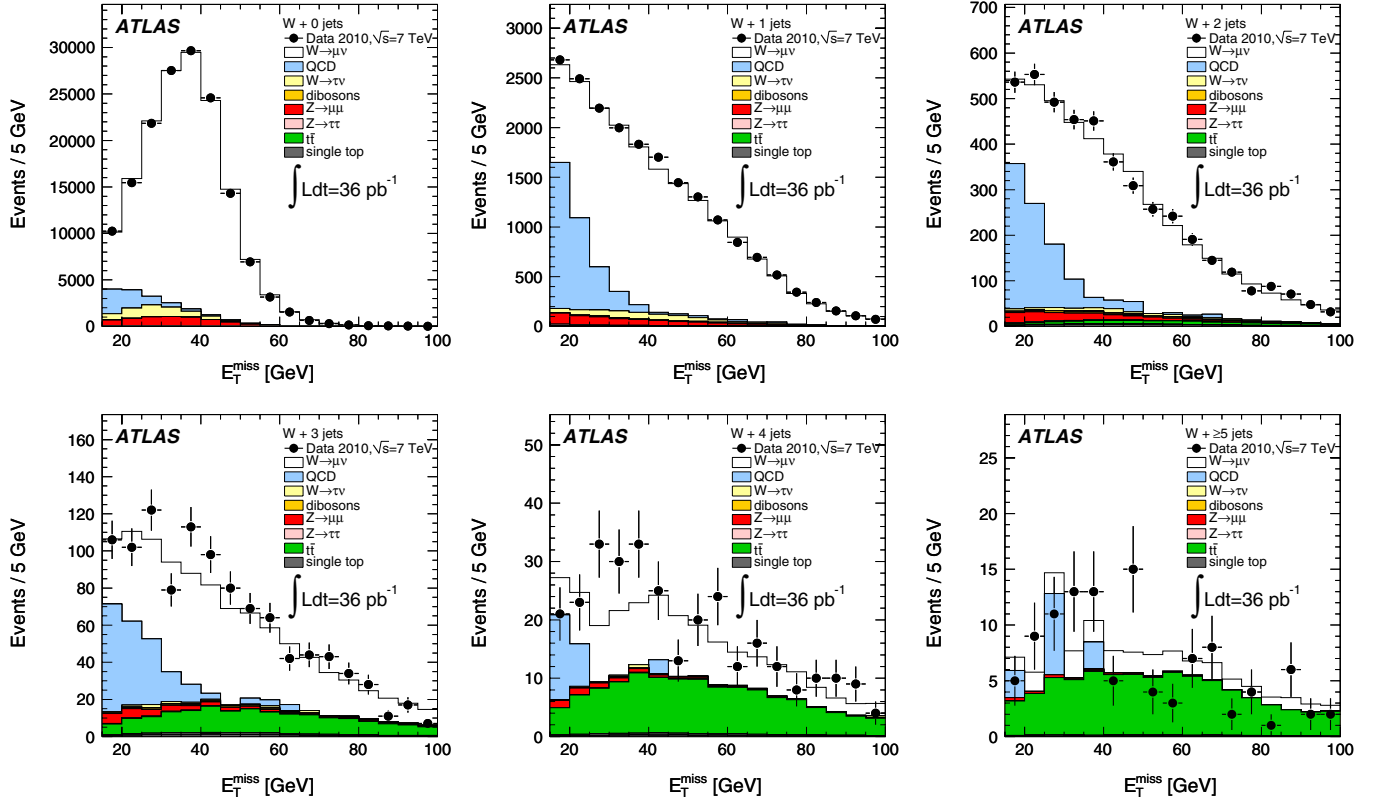 ATLAS
W + 0 jets
Data 2010,√s=7 TeV
W→μν
QCD
W→τν
dibosons
Z→μμ
Z→ττ
tt̄
single top
∫Ldt=36 pb⁻¹
Events / 5 GeV
30000
25000
20000
15000
10000
5000
0
20 40 60 80 100
E_T^miss [GeV]
ATLAS
W + 1 jets
Data 2010,√s=7 TeV
W→μν
QCD
W→τν
dibosons
Z→μμ
Z→ττ
tt̄
single top
∫Ldt=36 pb⁻¹
Events / 5 GeV
3000
2500
2000
1500
1000
500
0
20 40 60 80 100
E_T^miss [GeV]
ATLAS
W + 2 jets
Data 2010,√s=7 TeV
W→μν
QCD
W→τν
dibosons
Z→μμ
Z→ττ
tt̄
single top
∫Ldt=36 pb⁻¹
Events / 5 GeV
700
600
500
400
300
200
100
0
20 40 60 80 100
E_T^miss [GeV]
ATLAS
W + 3 jets
Data 2010,√s=7 TeV
W→μν
QCD
W→τν
dibosons
Z→μμ
Z→ττ
tt̄
single top
∫Ldt=36 pb⁻¹
Events / 5 GeV
160
140
120
100
80
60
40
20
0
20 40 60 80 100
E_T^miss [GeV]
ATLAS
W + 4 jets
Data 2010,√s=7 TeV
W→μν
QCD
W→τν
dibosons
Z→μμ
Z→ττ
tt̄
single top
∫Ldt=36 pb⁻¹
Events / 5 GeV
50
40
30
20
10
0
20 40 60 80 100
E_T^miss [GeV]
ATLAS
W + ≥5 jets
Data 2010,√s=7 TeV
W→μν
QCD
W→τν
dibosons
Z→μμ
Z→ττ
tt̄
single top
∫Ldt=36 pb⁻¹
Events / 5 GeV
25
20
15
10
5
0
20 40 60 80 100
E_T^miss [GeV]